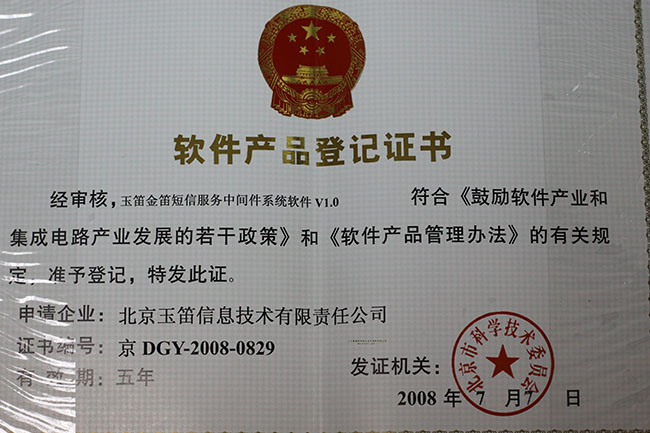 软件产品登记证书
经审核，玉笛金笛短信服务中间件系统软件 V1.0 符合《鼓励软件产业和
集成电路产业发展的若干政策》和《软件产品管理办法》的有关规
定，准予登记，特发此证。
申请企业：北京玉笛信息技术有限责任公司
证书编号：京 DGY-2008-0829
有效期：五年
发证机关：
北京市科学技术委员会
2008 年 7 月 7 日